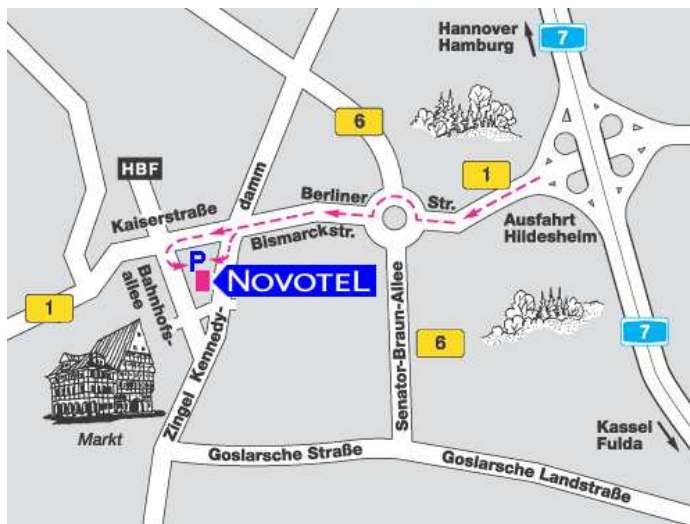 Hannover
Hamburg
7
6
HBF
damm
Berliner
Str.
1
Kaiserstraße
Bismarckstr.
Ausfahrt
Hildesheim
P
NOVOTEL
Bahnhofs-
allee
1
Kennedy-
Zingel
Senator-Braun-Allee
6
7
Markt
Kassel
Fulda
Goslarsche Straße
Goslarsche Landstraße